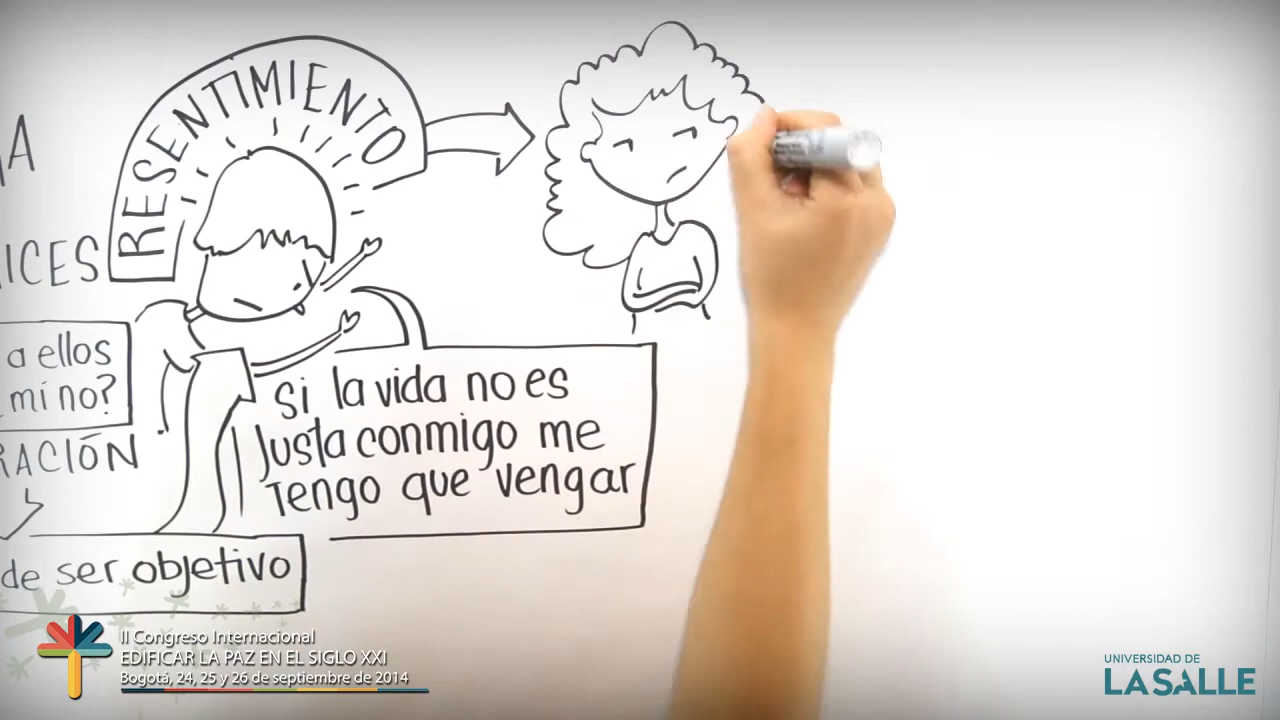 RESENTIMIENTO
A
ICES
a ellos
mí no?
RACIÓN
Si la vida no es
Justa conmigo me
Tengo que vengar
de ser objetivo
II Congreso Internacional
EDIFICAR LA PAZ EN EL SIGLO XXI
Bogotá, 24, 25 y 26 de septiembre de 2014
UNIVERSIDAD DE
LASALLE